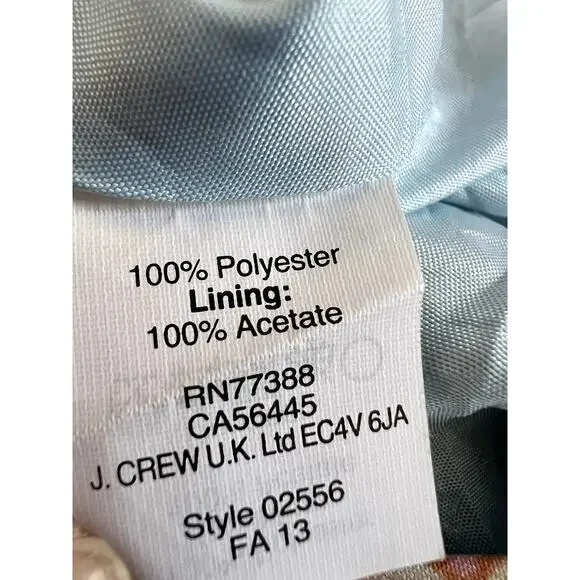 100% Polyester
Lining:
100% Acetate
RN77388
CA56445
J. CREW U.K. Ltd EC4V 6JA
Style 02556
FA 13